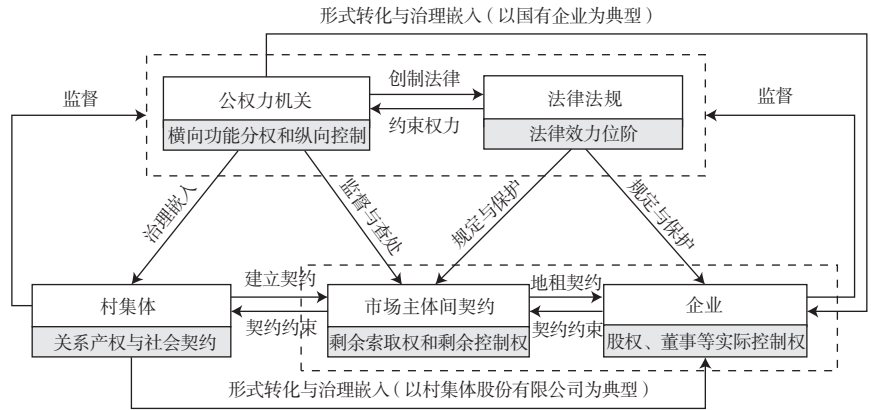 形式转化与治理嵌入（以国有企业为典型）
监督
公权力机关
横向功能分权和纵向控制
创制法律
约束权力
法律法规
法律效力位阶
监督
治理嵌入
监督与查处
规定与保护
规定与保护
村集体
关系产权与社会契约
建立契约
契约约束
市场主体间契约
剩余索取权和剩余控制权
地租契约
契约约束
企业
股权、董事等实际控制权
形式转化与治理嵌入（以村集体股份有限公司为典型）